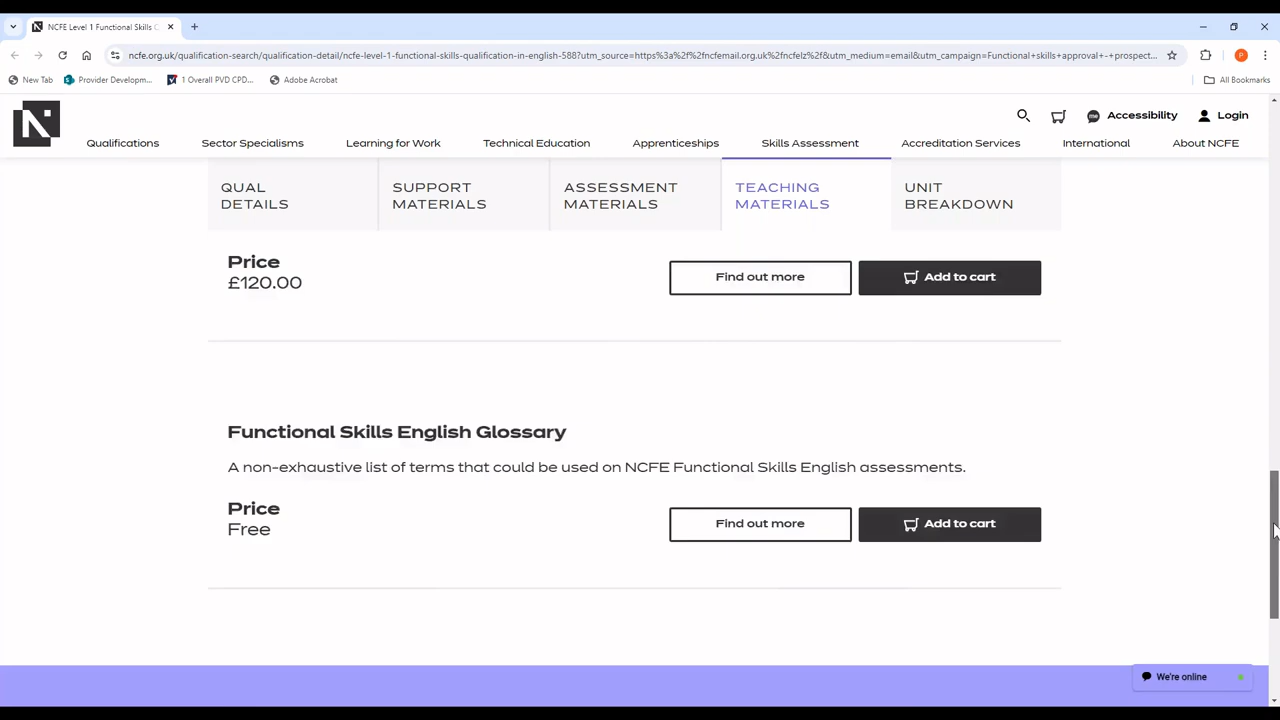 NCFE Level 1 Functional Skills C
ncfe.org.uk/qualification-search/qualification-detail/ncfe-level-1-functional-skills-qualification-in-english-588?utm_source=https%3a%2f%2fncfemail.org.uk%2fncfelz%2f&utm_medium=email&utm_campaign=Functional+skills+approval+-+prospect...
P
New Tab
Provider Developm...
1 Overall PVD CPD...
Adobe Acrobat
All Bookmarks
N
Accessibility
Login
Qualifications
Sector Specialisms
Learning for Work
Technical Education
Apprenticeships
Skills Assessment
Accreditation Services
International
About NCFE
QUAL
DETAILS
SUPPORT
MATERIALS
ASSESSMENT
MATERIALS
TEACHING
MATERIALS
UNIT
BREAKDOWN
Price
£120.00
Find out more
Add to cart
Functional Skills English Glossary
A non-exhaustive list of terms that could be used on NCFE Functional Skills English assessments.
Price
Free
Find out more
Add to cart
We're online